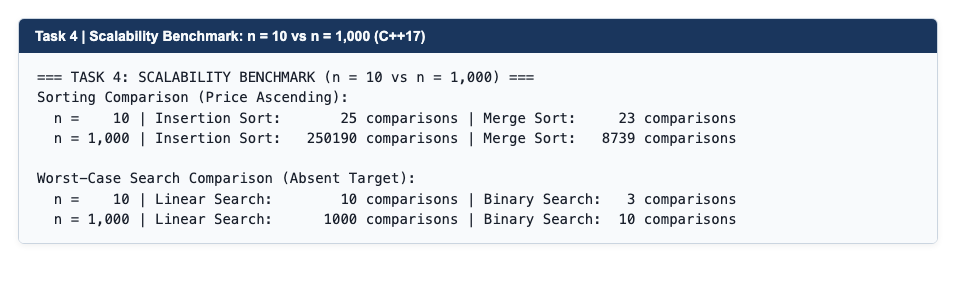 Task 4 | Scalability Benchmark: n = 10 vs n = 1,000 (C++17)
=== TASK 4: SCALABILITY BENCHMARK (n = 10 vs n = 1,000) ===
Sorting Comparison (Price Ascending):
  n =    10 | Insertion Sort:       25 comparisons | Merge Sort:     23 comparisons
  n = 1,000 | Insertion Sort:   250190 comparisons | Merge Sort:   8739 comparisons

Worst-Case Search Comparison (Absent Target):
  n =    10 | Linear Search:        10 comparisons | Binary Search:   3 comparisons
  n = 1,000 | Linear Search:      1000 comparisons | Binary Search:  10 comparisons